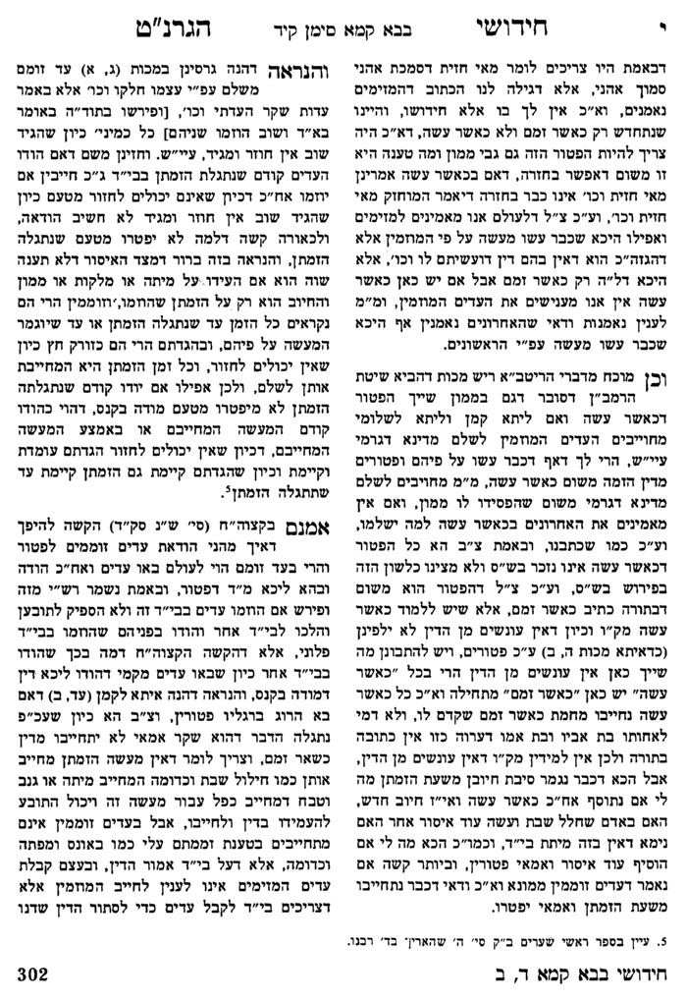 י חידושי בבא קמא סימן קיד הגרנ"ט
דבאמת היו צריכים לומר מאי חזית דסמכת אהני
סמוך אהני, אלא דגילה לנו הכתוב דהמזימים
נאמנים, וא"כ אין לך בו אלא חידושו, והיינו
שנתחדש רק כאשר זמם ולא כאשר עשה, דא"כ היה
צריך להיות הפטור הזה גם גבי ממון ומה טענה היא
זו משום דאפשר בחזרה, דאם בכאשר עשה אמרינן
מאי חזית וכו' אינו כבר בחזרה דיאמר המוחזק מאי
חזית וכו', וע"כ צ"ל דלעולם אנו מאמינים למזימים
ואפילו היכא שכבר עשו מעשה על פי המוזמין אלא
דהגזה"כ הוא דאין בהם דין דועשיתם לו וכו', אלא
היכא דל"ה רק כאשר זמם אבל אם יש כאן כאשר
עשה אין אנו מענישים את העדים המוזמין, ומ"מ
לענין נאמנות ודאי שהאחרונים נאמנין אף היכא
שכבר עשו מעשה עפ"י הראשונים.
וכן מוכח מדברי הריטב"א ריש מכות דהביא שיטת
הרמב"ן דסובר דגם בממון שייך הפטור
דכאשר עשה ואם ליתא קמן וליתא לשלומי
מחוייבים העדים המוזמין לשלם מדינא דגרמי
עיי"ש, הרי לך דאף דכבר עשו על פיהם ופטורים
מדין הזמה משום כאשר עשה, מ"מ מחויבים לשלם
מדינא דגרמי משום שהפסידו לו ממון, ואם אין
מאמינים את האחרונים בכאשר עשה למה ישלמו,
וע"כ כמו שכתבנו, ובאמת צ"ב הא כל הפטור
דכאשר עשה אינו נזכר בש"ס ולא מצינו כלשון הזה
בפירוש בש"ס, וע"כ צ"ל דהפטור הוא משום
דבתורה כתיב כאשר זמם, אלא שיש ללמוד כאשר
עשה מק"ו וכיון דאין עונשים מן הדין לא ילפינן
(כדאיתא מכות ה, ב) ע"כ פטורים, ויש להתבונן מה
שייך כאן אין עונשים מן הדין הרי בכל "כאשר
עשה" יש כאן "כאשר זמם" מתחילה וא"כ כל כאשר
עשה נחייבו מחמת כאשר זמם שקדם לו, ולא דמי
לאחותו בת אביו ובת אמו דערוה כזו אין כתובה
בתורה ולכן אין למידין מק"ו דאין עונשים מן הדין,
אבל הכא דכבר נגמר סיבת חיובן משעת הזמתן מה
לי אם נתוסף אח"כ כאשר עשה ואי"ז חיוב חדש,
האם באדם שחלל שבת ועשה עוד איסור אחר האם
נימא דאין בזה מיתת בי"ד, וכמו"כ הכא מה לי אם
הוסיף עוד איסור ואמאי פטורין, וביותר קשה אם
נאמר דעדים זוממין ממונא וא"כ ודאי דכבר נתחייבו
משעת הזמתן ואמאי יפטרו.
והנראה דהנה גרסינן במכות (ג, א) עד זומם
משלם עפ"י עצמו חלקו וכו' אלא באמר
עדות שקר העדתי וכו', [ופירשו בתוד"ה באומר
בא"ד ושוב הוזמו שניהם] כל כמיני' כיון שהגיד
שוב אין חוזר ומגיד, עיי"ש. וחזינן משם דאם הודו
העדים קודם שנתגלת הזמתן בבי"ד ג"כ חייבין אם
יוזמו אח"כ דכיון שאינם יכולים לחזור מטעם כיון
שהגיד שוב אין חוזר ומגיד לא חשיב הודאה,
ולכאורה קשה דלמה לא יפטרו מטעם שנתגלה
הזמתן, והנראה בזה ברור דמצד האיסור דלא תענה
שוה הוא אם העידו על מיתה או מלקות או ממון
והחיוב הוא רק על הזמתן שהוזמו, וזוממין הרי הם
נקראים כל הזמן עד שנתגלה הזמתן או עד שיוגמר
המעשה על פיהם, ובהגדתם הרי הם כזורק חץ כיון
שאין יכולים לחזור, וכל זמן הזמתן היא המחייבת
אותן לשלם, ולכן אפילו אם יודו קודם שנתגלתה
הזמתן לא מיפטרו מטעם מודה בקנס, דהוי כהודו
קודם המעשה המחייבם או באמצע המעשה
המחייבם, דכיון שאין יכולים לחזור הגדתם עומדת
וקיימת וכיון שהגדתם קיימת גם הזמתן קיימת עד
שתתגלה הזמתן5.
אמנם בקצוה"ח (סי' ש"נ סק"ד) הקשה להיפך
דאיך מהני הודאת עדים זוממים לפטור
והרי בעד זומם הוי לעולם באו עדים ואח"כ הודה
ובהא ליכא מ"ד דפטור, ובאמת נשמר רש"י מזה
ופירש אם הוזמו עדים בבי"ד זה ולא הספיק לתובען
והלכו לבי"ד אחר והודו בפניהם שהוזמו בבי"ד
פלוני, אלא דהקשה הקצוה"ח דמה בכך שהודו
בבי"ד אחר כיון שבאו עדים מקמי דהודו ליכא דין
דמודה בקנס, והנראה דהנה איתא לקמן (עד, ב) דאם
בא הרוג ברגליו פטורין, וצ"ב הא כיון שעכ"פ
נתגלה הדבר דהוא שקר אמאי לא יתחייבו מדין
כאשר זמם, וצריך לומר דאין מעשה הזמתן מחייב
אותן כמו חילול שבת וכדומה המחייב מיתה או גנב
וטבח דמחייב כפל עבור מעשה זה ויכול התובע
להעמידו בדין ולחייבו, אבל בעדים זוממין אינם
מתחייבים בטענת זממתם עלי כמו באונס ומפתה
וכדומה, אלא דעל בי"ד אמור הדין, ובעצם קבלת
עדים המזימים אינו לענין לחייב המוזמין אלא
דצריכים בי"ד לקבל עדים כדי לסתור הדין שדנו
5. עיין בספר ראשי שערים ב"ק סי' ה' שהארין בד' רבנו.
חידושי בבא קמא ד, ב 302